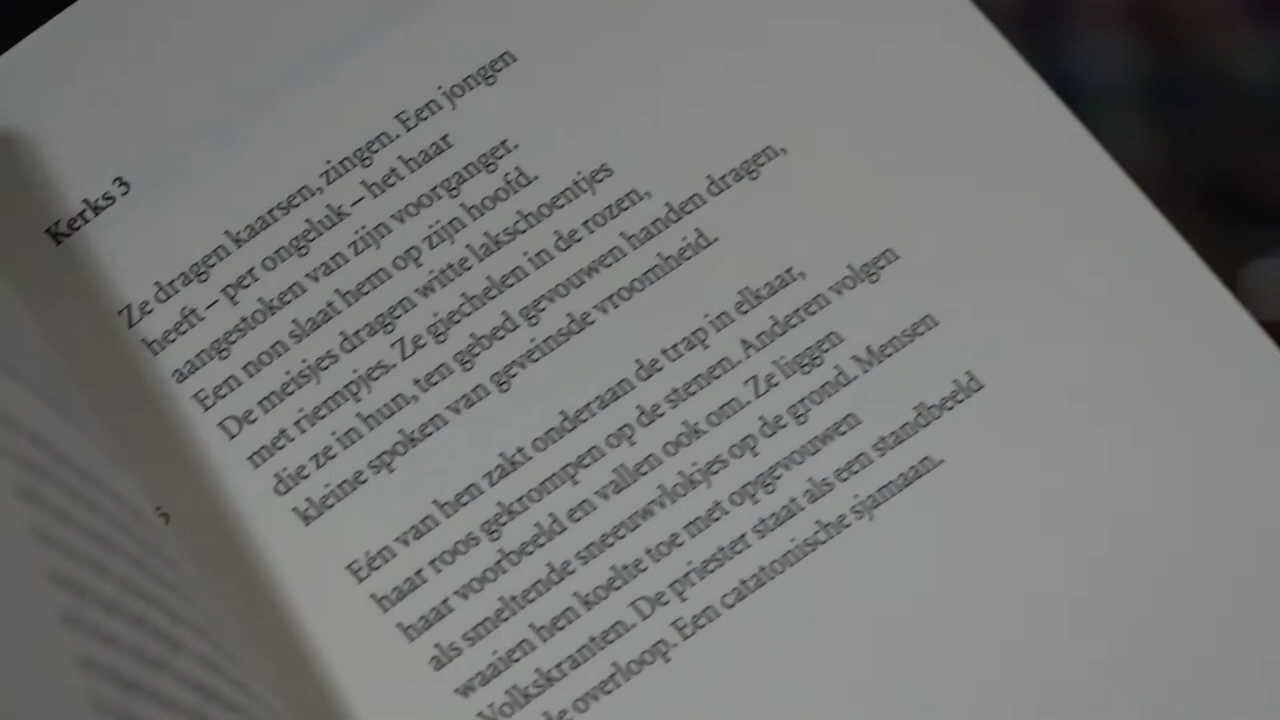 Kerks 3
Ze dragen kaarsen, zingen. Een jongen
heeft – per ongeluk – het haar
aangestoken van zijn voorganger.
Een non slaat hem op zijn hoofd.
De meisjes dragen witte lakschoentjes
met riempjes. Ze giechelen in de rozen,
die ze in hun, ten gebed gevouwen handen dragen,
kleine spoken van geveinsde vroomheid.
Eén van hen zakt onderaan de trap in elkaar,
haar roos gekrompen op de stenen. Anderen volgen
haar voorbeeld en vallen ook om. Ze liggen
als smeltende sneeuwvlokjes op de grond. Mensen
waaien hen koelte toe met opgevouwen
Volkskranten. De priester staat als een standbeeld
de overloop. Een catatonische sjamaan.
5